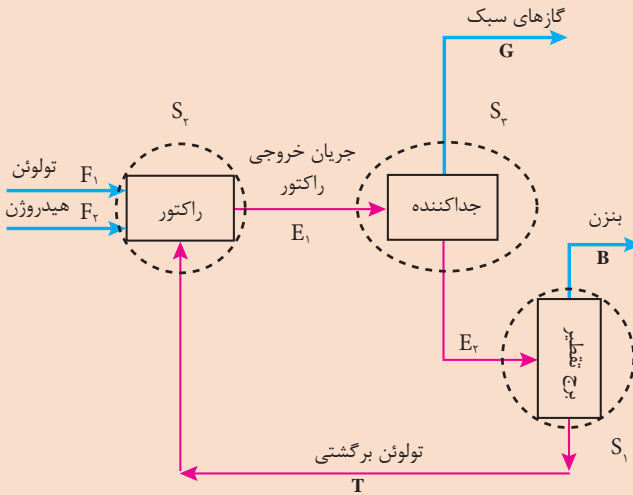 گازهای سبک
G
S۲
S۳
جریان خروجی
راکتور
تولوئن
F۱
هیدروژن
F۲
راکتور
جداکننده
E۱
بنزن
B
E۲
برج تقطیر
تولوئن برگشتی
S۱
T